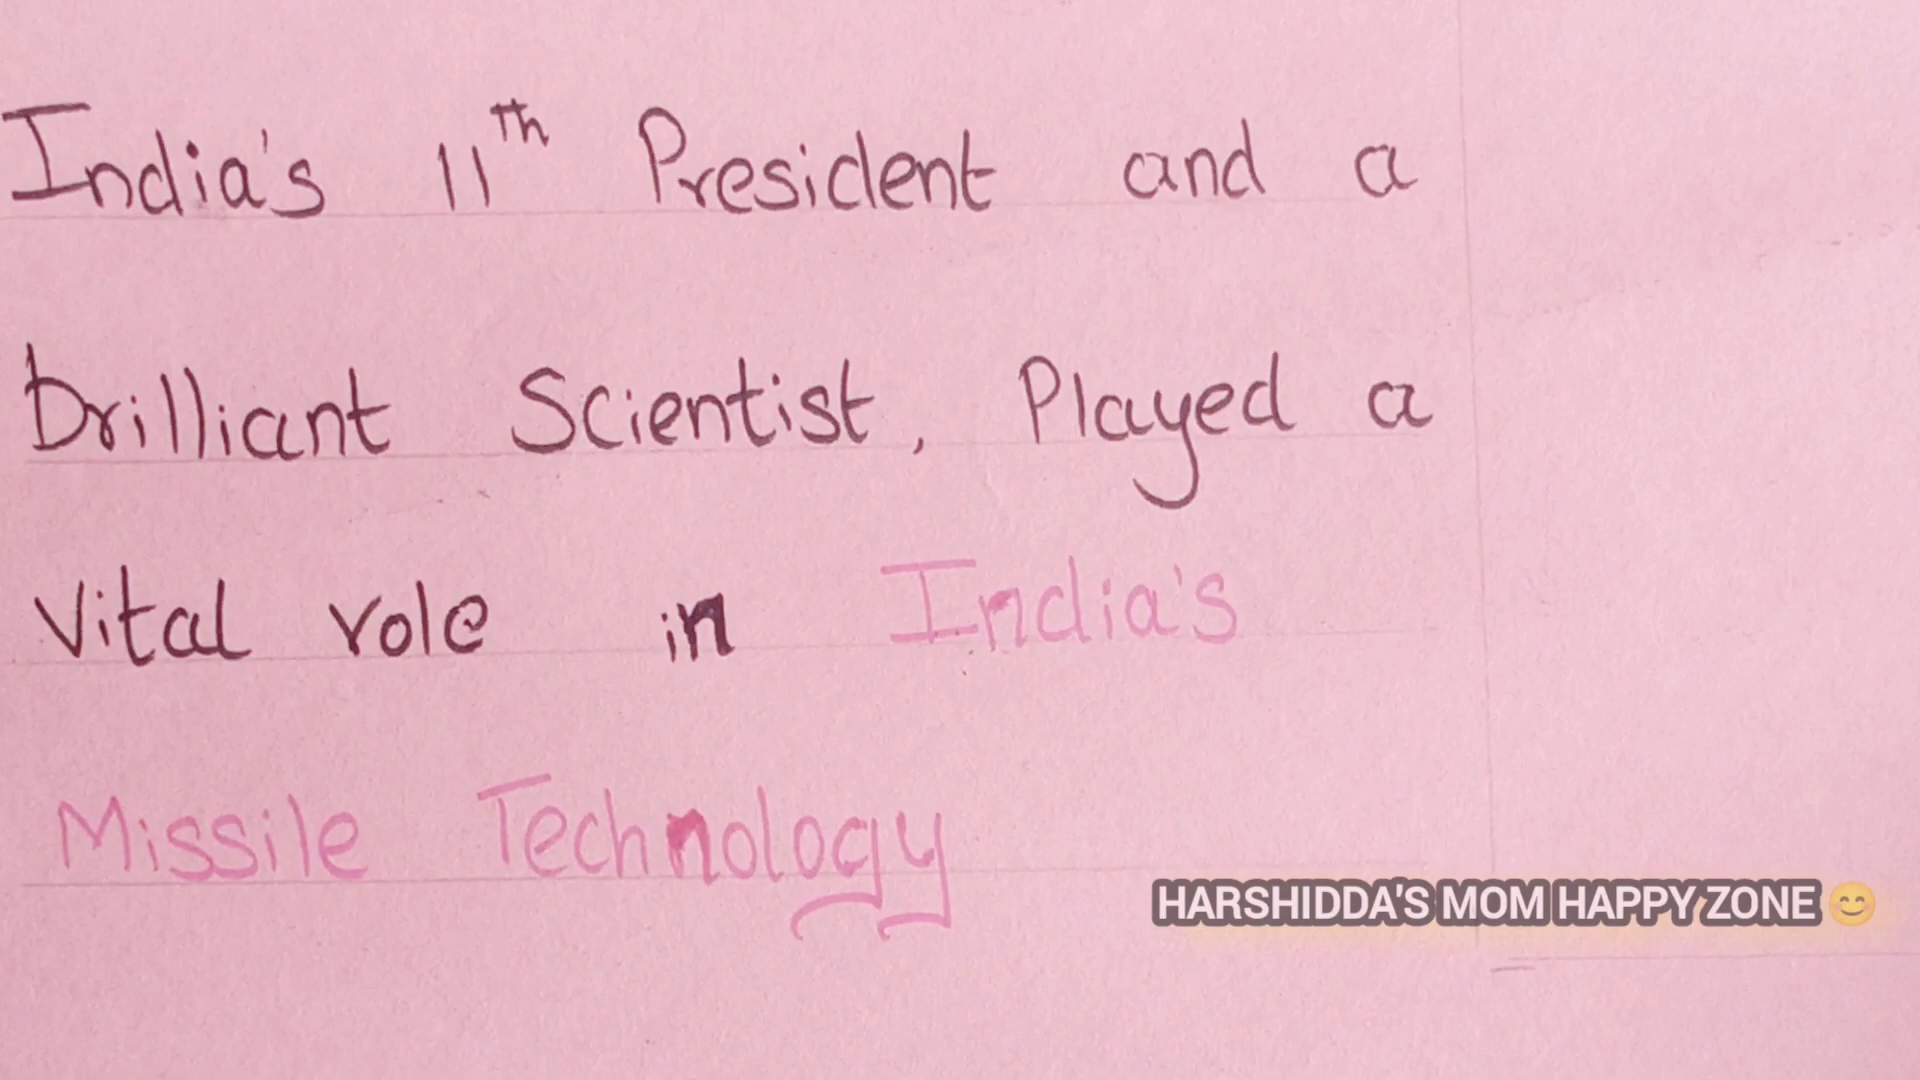 India's 11th President and a
brilliant Scientist, Played a
Vital role in India's
Missile Technology
HARSHIDDA'S MOM HAPPY ZONE 😊